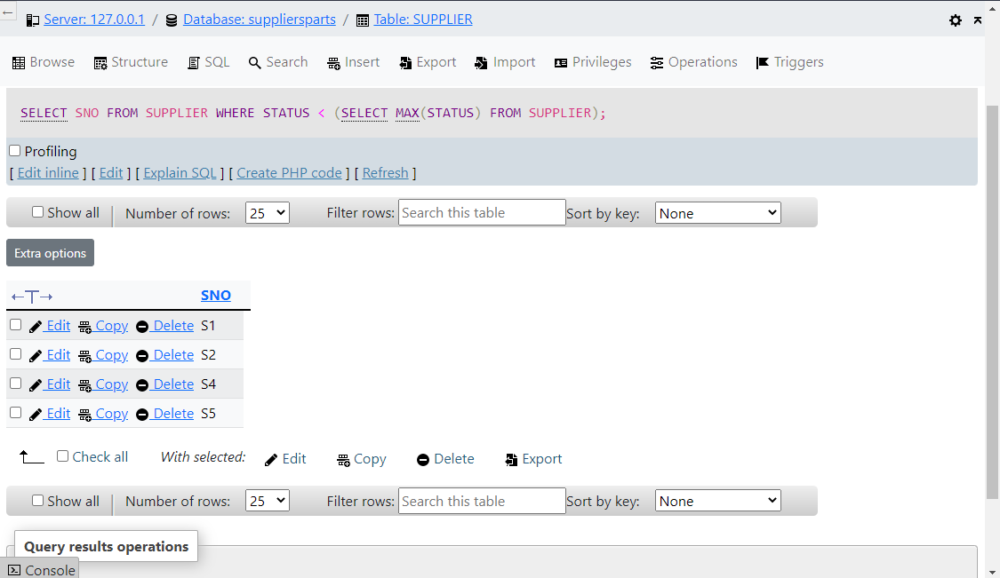 Server: 127.0.0.1 / Database: suppliersparts / Table: SUPPLIER
Browse Structure SQL Search Insert Export Import Privileges Operations Triggers
SELECT SNO FROM SUPPLIER WHERE STATUS < (SELECT MAX(STATUS) FROM SUPPLIER);
Profiling
[ Edit inline ] [ Edit ] [ Explain SQL ] [ Create PHP code ] [ Refresh ]
Show all Number of rows: 25 Filter rows: Search this table Sort by key: None
Extra options
←T→ SNO
Edit Copy Delete S1
Edit Copy Delete S2
Edit Copy Delete S4
Edit Copy Delete S5
Check all With selected: Edit Copy Delete Export
Show all Number of rows: 25 Filter rows: Search this table Sort by key: None
Query results operations
Console